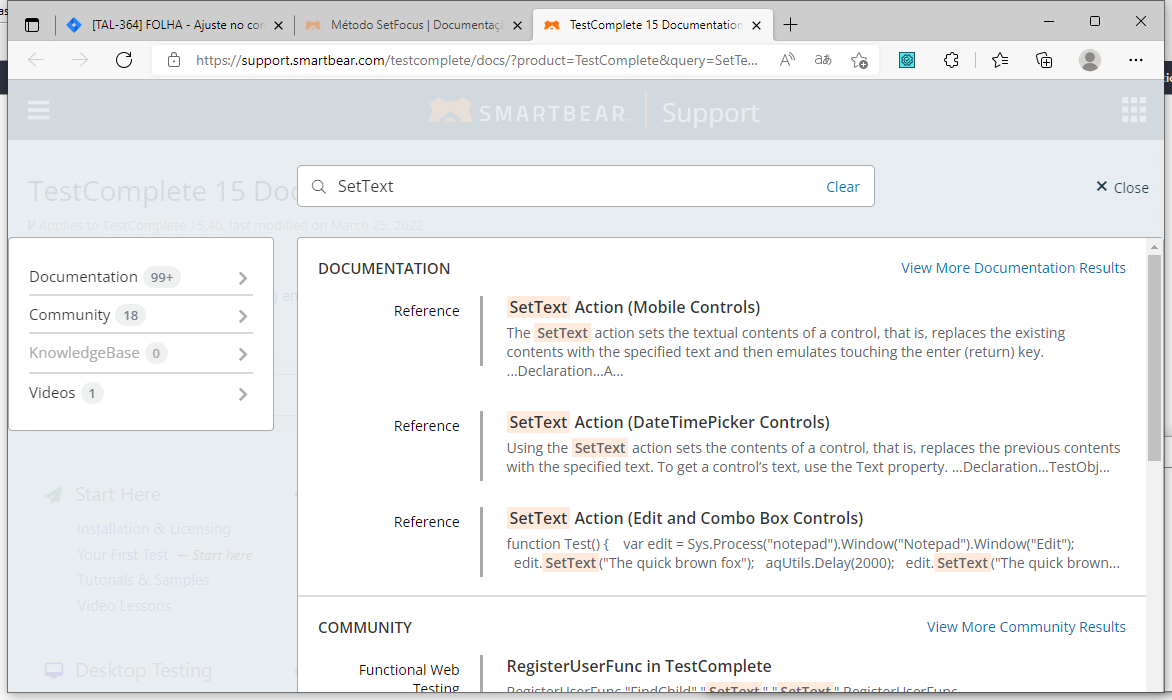 [TAL-364] FOLHA - Ajuste no cor
Método SetFocus | Documentaçã
TestComplete 15 Documentation
https://support.smartbear.com/testcomplete/docs/?product=TestComplete&query=SetTe...
SMARTBEAR. Support
TestComplete 15 Doc
Applies to TestComplete 15.40, last modified on March 25, 2022
SetText
Clear
Close
Documentation 99+
Community 18
KnowledgeBase 0
Videos 1
DOCUMENTATION
View More Documentation Results
Reference
SetText Action (Mobile Controls)
The SetText action sets the textual contents of a control, that is, replaces the existing
contents with the specified text and then emulates touching the enter (return) key.
...Declaration...A...
Reference
SetText Action (DateTimePicker Controls)
Using the SetText action sets the contents of a control, that is, replaces the previous contents
with the specified text. To get a control’s text, use the Text property. ...Declaration...TestObj...
Reference
SetText Action (Edit and Combo Box Controls)
function Test() { var edit = Sys.Process("notepad").Window("Notepad").Window("Edit");
edit.SetText("The quick brown fox"); aqUtils.Delay(2000); edit.SetText("The quick brown...
Start Here
Installation & Licensing
Your First Test — Start here
Tutorials & Samples
Video Lessons
Desktop Testing
COMMUNITY
View More Community Results
Functional Web
Testing
RegisterUserFunc in TestComplete
RegisterUserFunc "FindChild" "SetText" "SetText" RegisterUserFunc